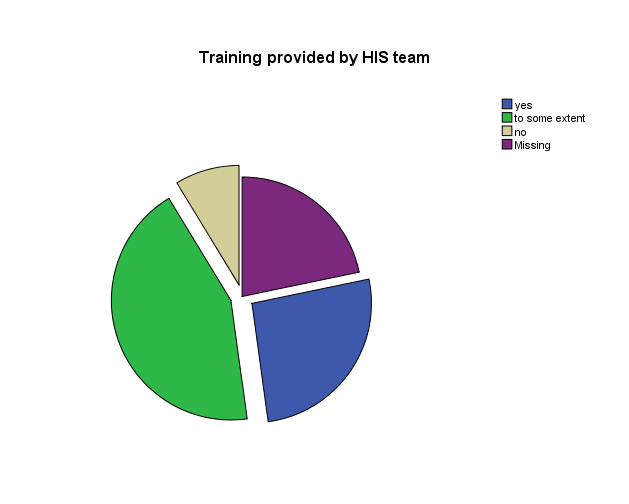 Training provided by HIS team
yes
to some extent
no
Missing